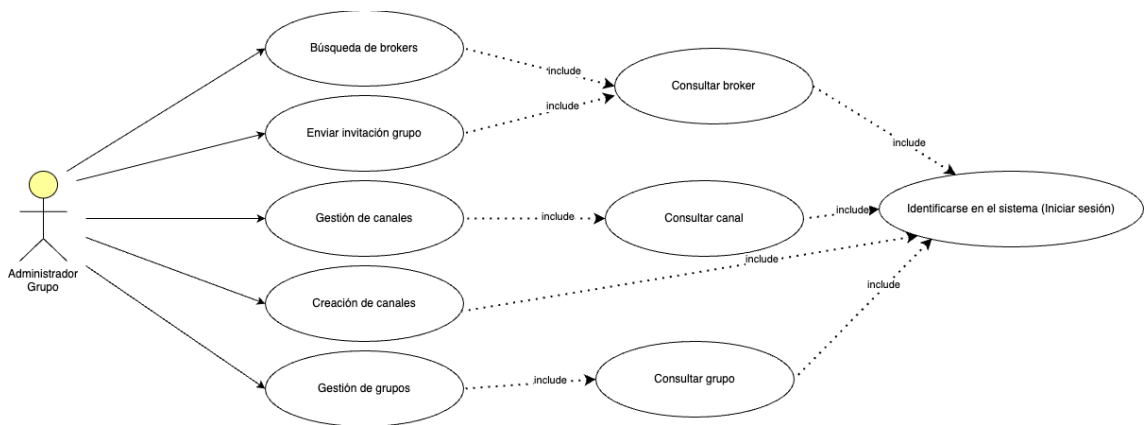 Búsqueda de brokers
include
Consultar broker
Enviar invitación grupo
include
include
Gestión de canales
include
Consultar canal
include
Identificarse en el sistema (Iniciar sesión)
Administrador
Grupo
Creación de canales
include
include
Gestión de grupos
include
Consultar grupo